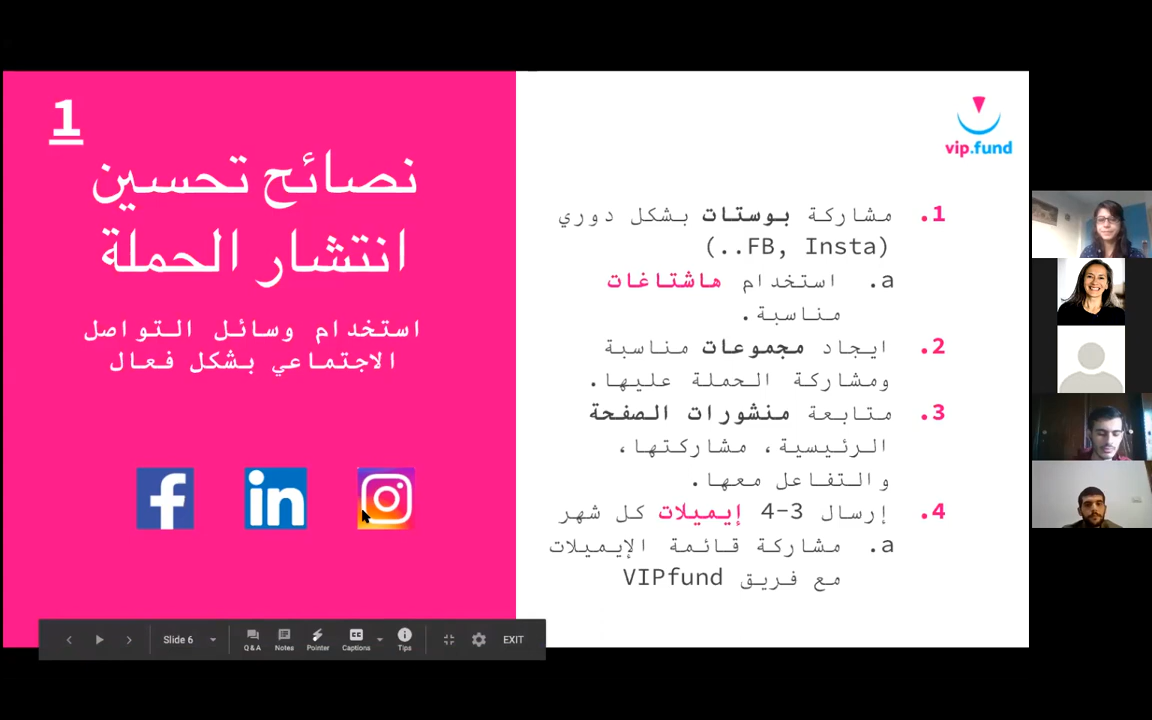 1
نصائح تحسين
انتشار الحملة
استخدام وسائل التواصل
الاجتماعي بشكل فعال
vip.fund
1. مشاركة بوستات بشكل دوري
(FB, Insta..)
a. استخدام هاشتاغات
مناسبة.
2. ايجاد مجموعات مناسبة
ومشاركة الحملة عليها.
3. متابعة منشورات الصفحة
الرئيسية، مشاركتها،
والتفاعل معها.
4. إرسال 3-4 إيميلات كل شهر
a. مشاركة قائمة الإيميلات
مع فريق VIPfund
Slide 6
Q&A
Notes
Pointer
Captions
Tips
EXIT